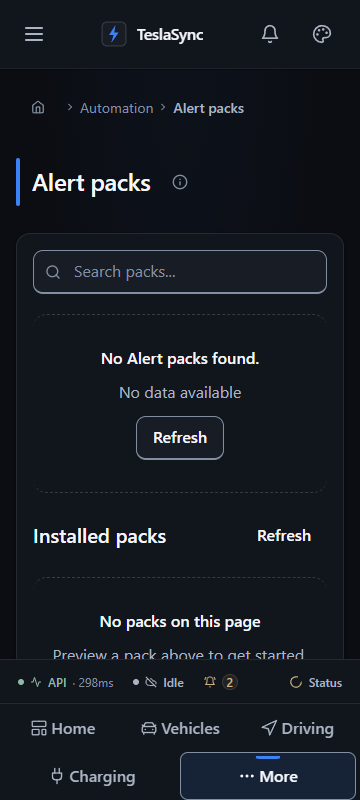 TeslaSync
Automation Alert packs
Alert packs
Search packs...
No Alert packs found.
No data available
Refresh
Installed packs Refresh
No packs on this page
Preview a pack above to get started
API · 298ms Idle 2 Status
Home Vehicles Driving
Charging More